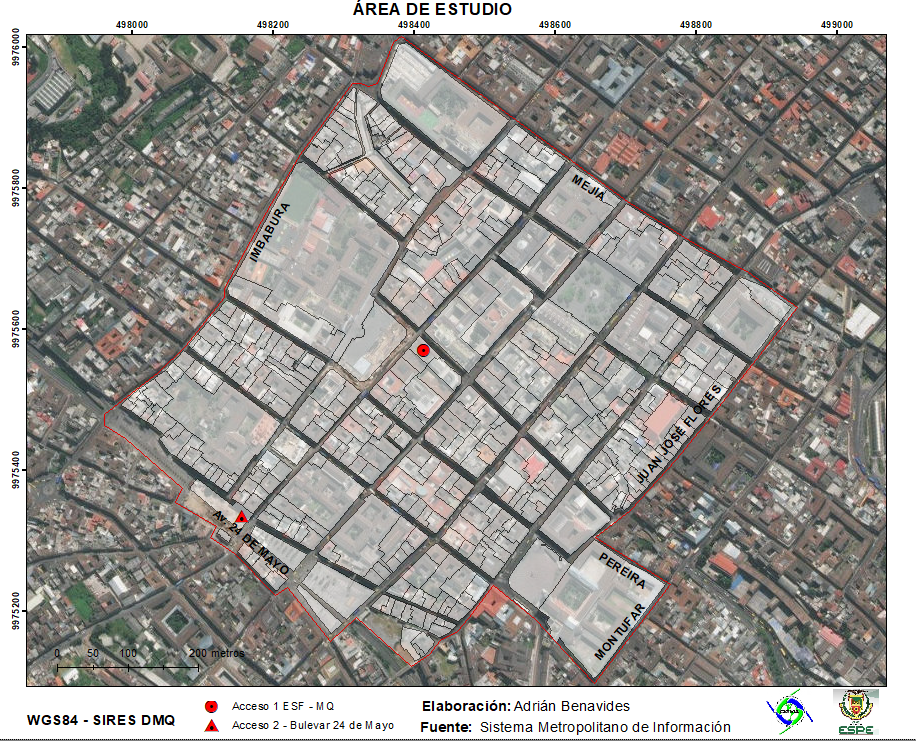 ÁREA DE ESTUDIO
498000 498200 498400 498600 498800 499000
9976000
9975800
9975600
9975400
9975200
MEJIA
IMBABURA
JUAN JOSÉ FLORES
Av. 24 DE MAYO
PEREIRA
MONTUFAR
0 50 100 200 metros
WGS84 - SIRES DMQ
Acceso 1 ESF - MQ
Acceso 2 - Bulevar 24 de Mayo
Elaboración: Adrián Benavides
Fuente: Sistema Metropolitano de Información
ESPE